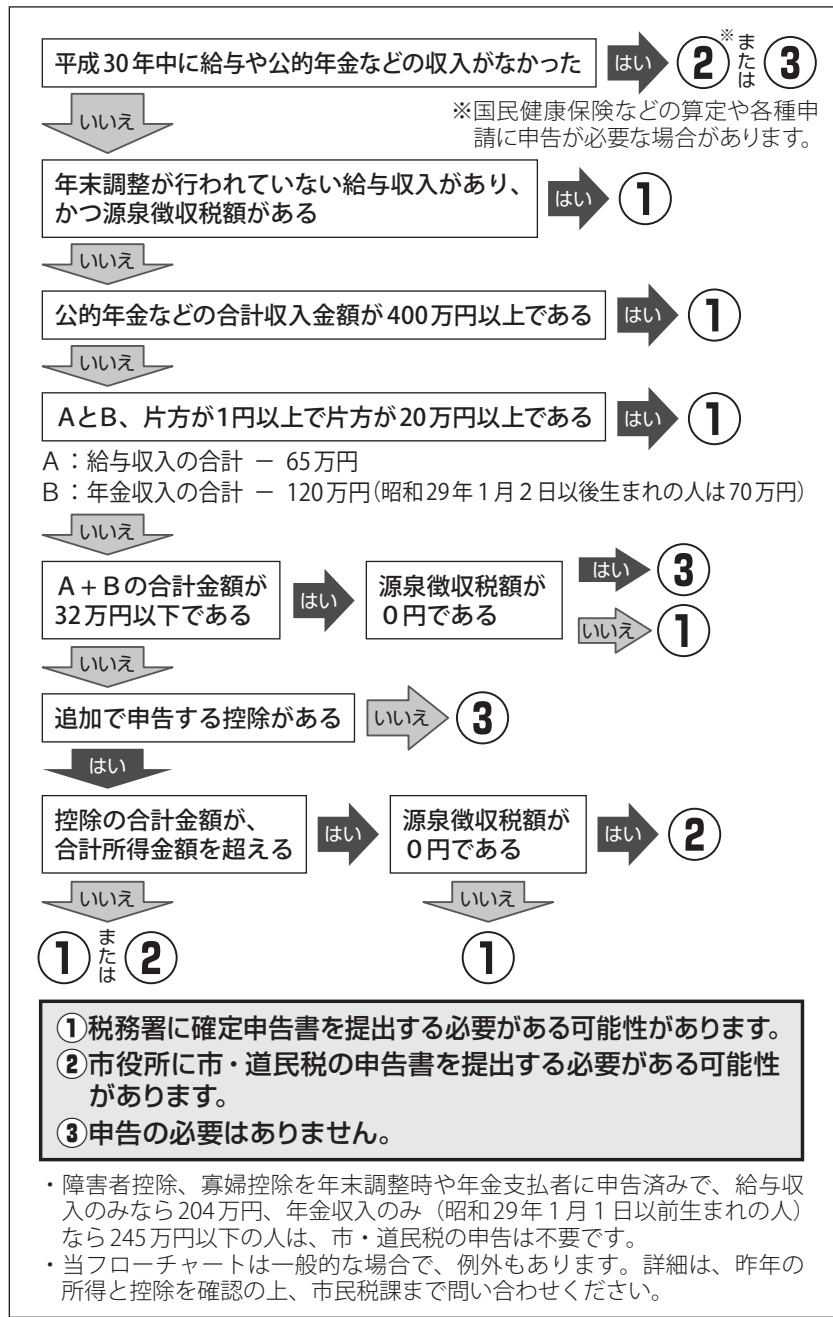 平成30年中に給与や公的年金などの収入がなかった
はい
②※または③
※国民健康保険などの算定や各種申
請に申告が必要な場合があります。
いいえ
年末調整が行われていない給与収入があり、
かつ源泉徴収税額がある
はい
①
いいえ
公的年金などの合計収入金額が400万円以上である
はい
①
いいえ
AとB、片方が1円以上で片方が20万円以上である
はい
①
A：給与収入の合計 － 65万円
B：年金収入の合計 － 120万円(昭和29年1月2日以後生まれの人は70万円)
いいえ
A＋Bの合計金額が
32万円以下である
はい
源泉徴収税額が
0円である
はい
③
いいえ
①
いいえ
追加で申告する控除がある
いいえ
③
はい
控除の合計金額が、
合計所得金額を超える
はい
源泉徴収税額が
0円である
はい
②
いいえ
いいえ
①または②
①
①税務署に確定申告書を提出する必要がある可能性があります。
②市役所に市・道民税の申告書を提出する必要がある可能性
があります。
③申告の必要はありません。
・障害者控除、寡婦控除を年末調整時や年金支払者に申告済みで、給与収
入のみなら204万円、年金収入のみ（昭和29年1月1日以前生まれの人）
なら245万円以下の人は、市・道民税の申告は不要です。
・当フローチャートは一般的な場合で、例外もあります。詳細は、昨年の
所得と控除を確認の上、市民税課まで問い合わせください。